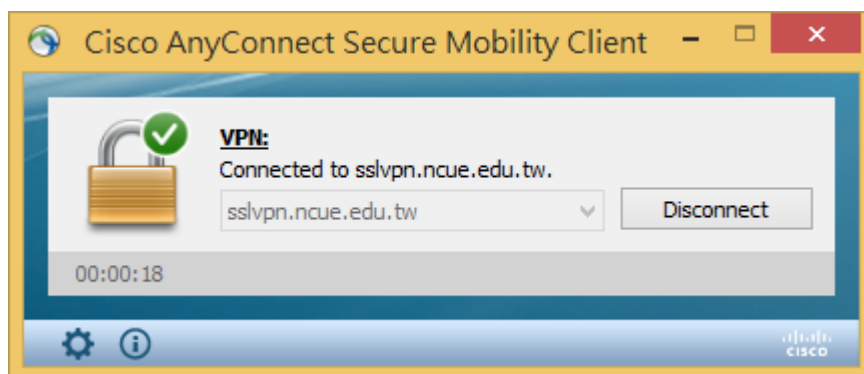 Cisco AnyConnect Secure Mobility Client
VPN:
Connected to sslvpn.ncue.edu.tw.
sslvpn.ncue.edu.tw
Disconnect
00:00:18
CISCO